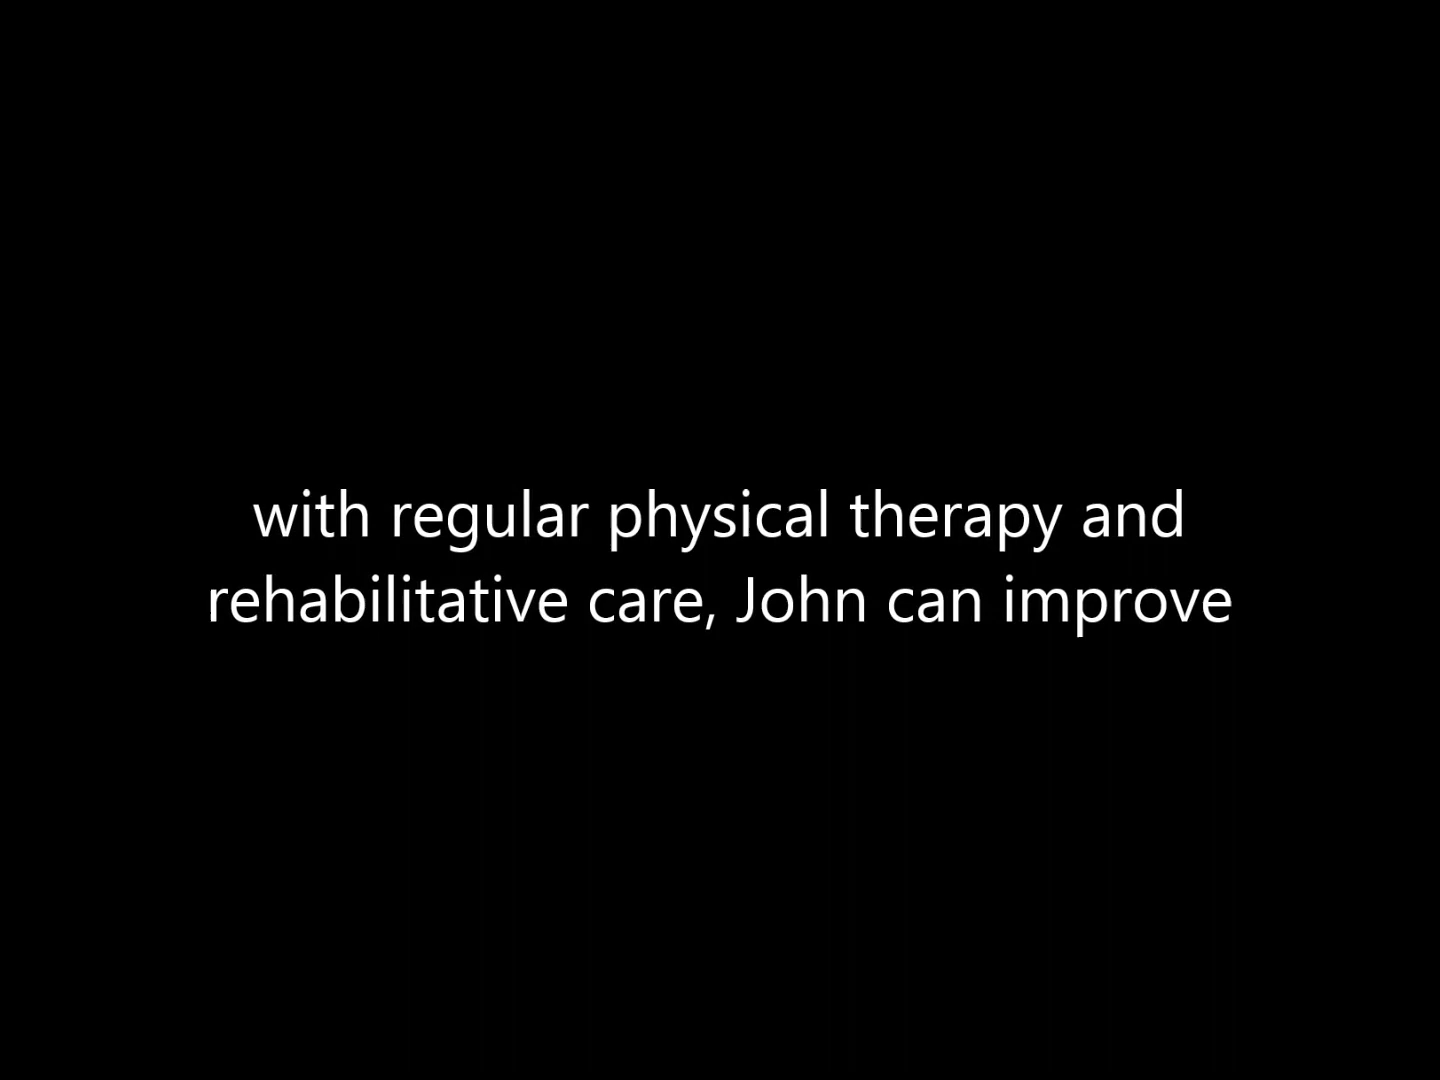 with regular physical therapy and
rehabilitative care, John can improve